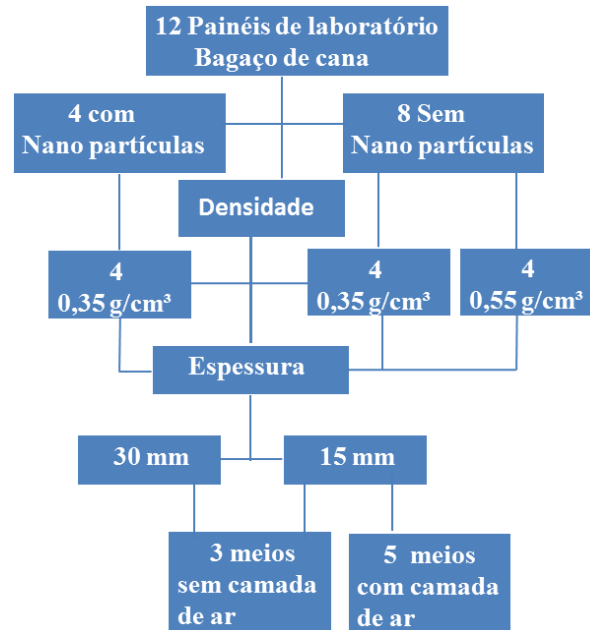 12 Painéis de laboratório
Bagaço de cana
4 com
Nano partículas
8 Sem
Nano partículas
Densidade
4
0,35 g/cm³
4
0,35 g/cm³
4
0,55 g/cm³
Espessura
30 mm
15 mm
3 meios
sem camada
de ar
5 meios
com camada
de ar